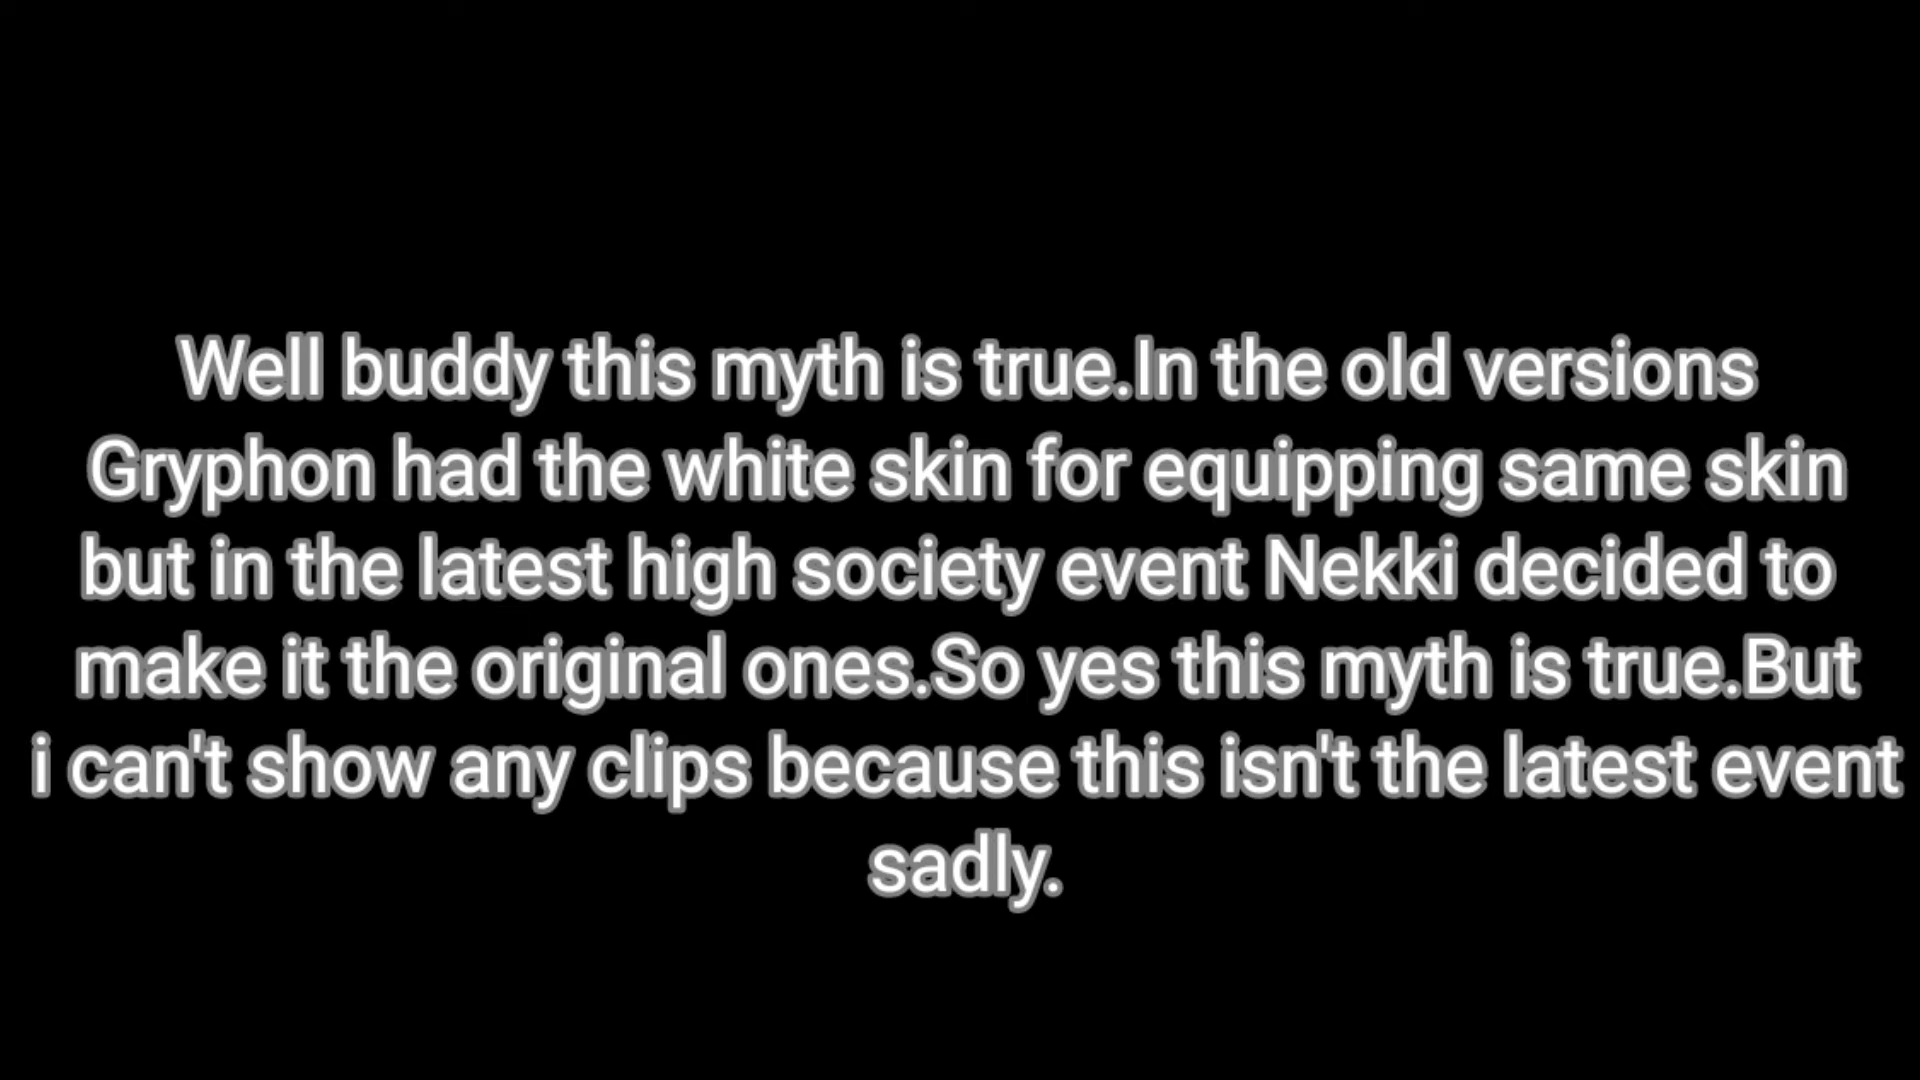 Well buddy this myth is true.In the old versions
Gryphon had the white skin for equipping same skin
but in the latest high society event Nekki decided to
make it the original ones.So yes this myth is true.But
i can't show any clips because this isn't the latest event
sadly.